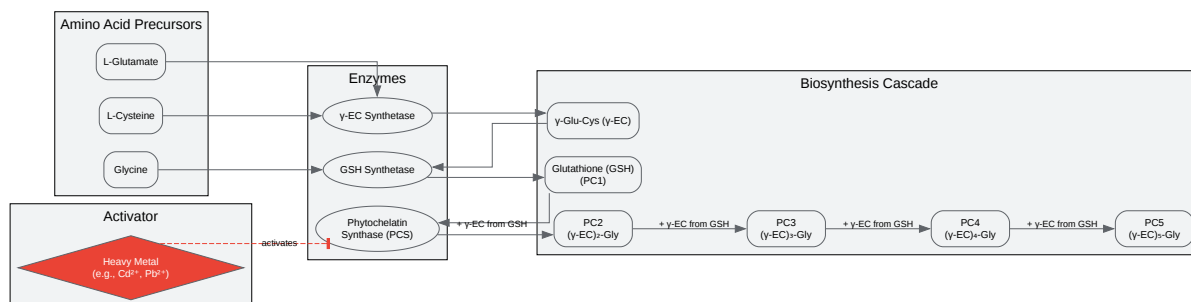 Amino Acid Precursors
L-Glutamate
L-Cysteine
Glycine
Enzymes
γ-EC Synthetase
GSH Synthetase
Phytochelatin
Synthase (PCS)
Biosynthesis Cascade
γ-Glu-Cys (γ-EC)
Glutathione (GSH)
(PC1)
+ γ-EC from GSH
PC2
(γ-EC)₂-Gly
+ γ-EC from GSH
PC3
(γ-EC)₃-Gly
+ γ-EC from GSH
PC4
(γ-EC)₄-Gly
+ γ-EC from GSH
PC5
(γ-EC)₅-Gly
Activator
Heavy Metal
(e.g., Cd²⁺, Pb²⁺)
activates